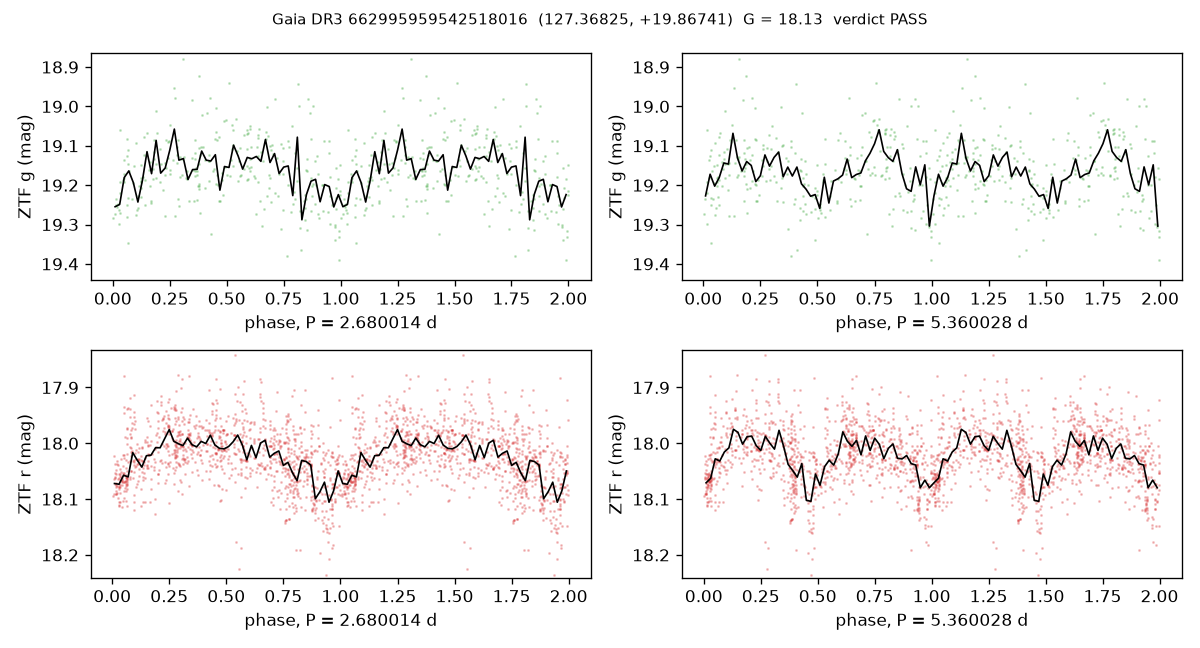 Gaia DR3 662995959542518016  (127.36825, +19.86741)  G = 18.13  verdict PASS
ZTF g (mag)
18.9
19.0
19.1
19.2
19.3
19.4
0.00 0.25 0.50 0.75 1.00 1.25 1.50 1.75 2.00
phase, P = 2.680014 d
ZTF g (mag)
18.9
19.0
19.1
19.2
19.3
19.4
0.00 0.25 0.50 0.75 1.00 1.25 1.50 1.75 2.00
phase, P = 5.360028 d
ZTF r (mag)
17.9
18.0
18.1
18.2
0.00 0.25 0.50 0.75 1.00 1.25 1.50 1.75 2.00
phase, P = 2.680014 d
ZTF r (mag)
17.9
18.0
18.1
18.2
0.00 0.25 0.50 0.75 1.00 1.25 1.50 1.75 2.00
phase, P = 5.360028 d